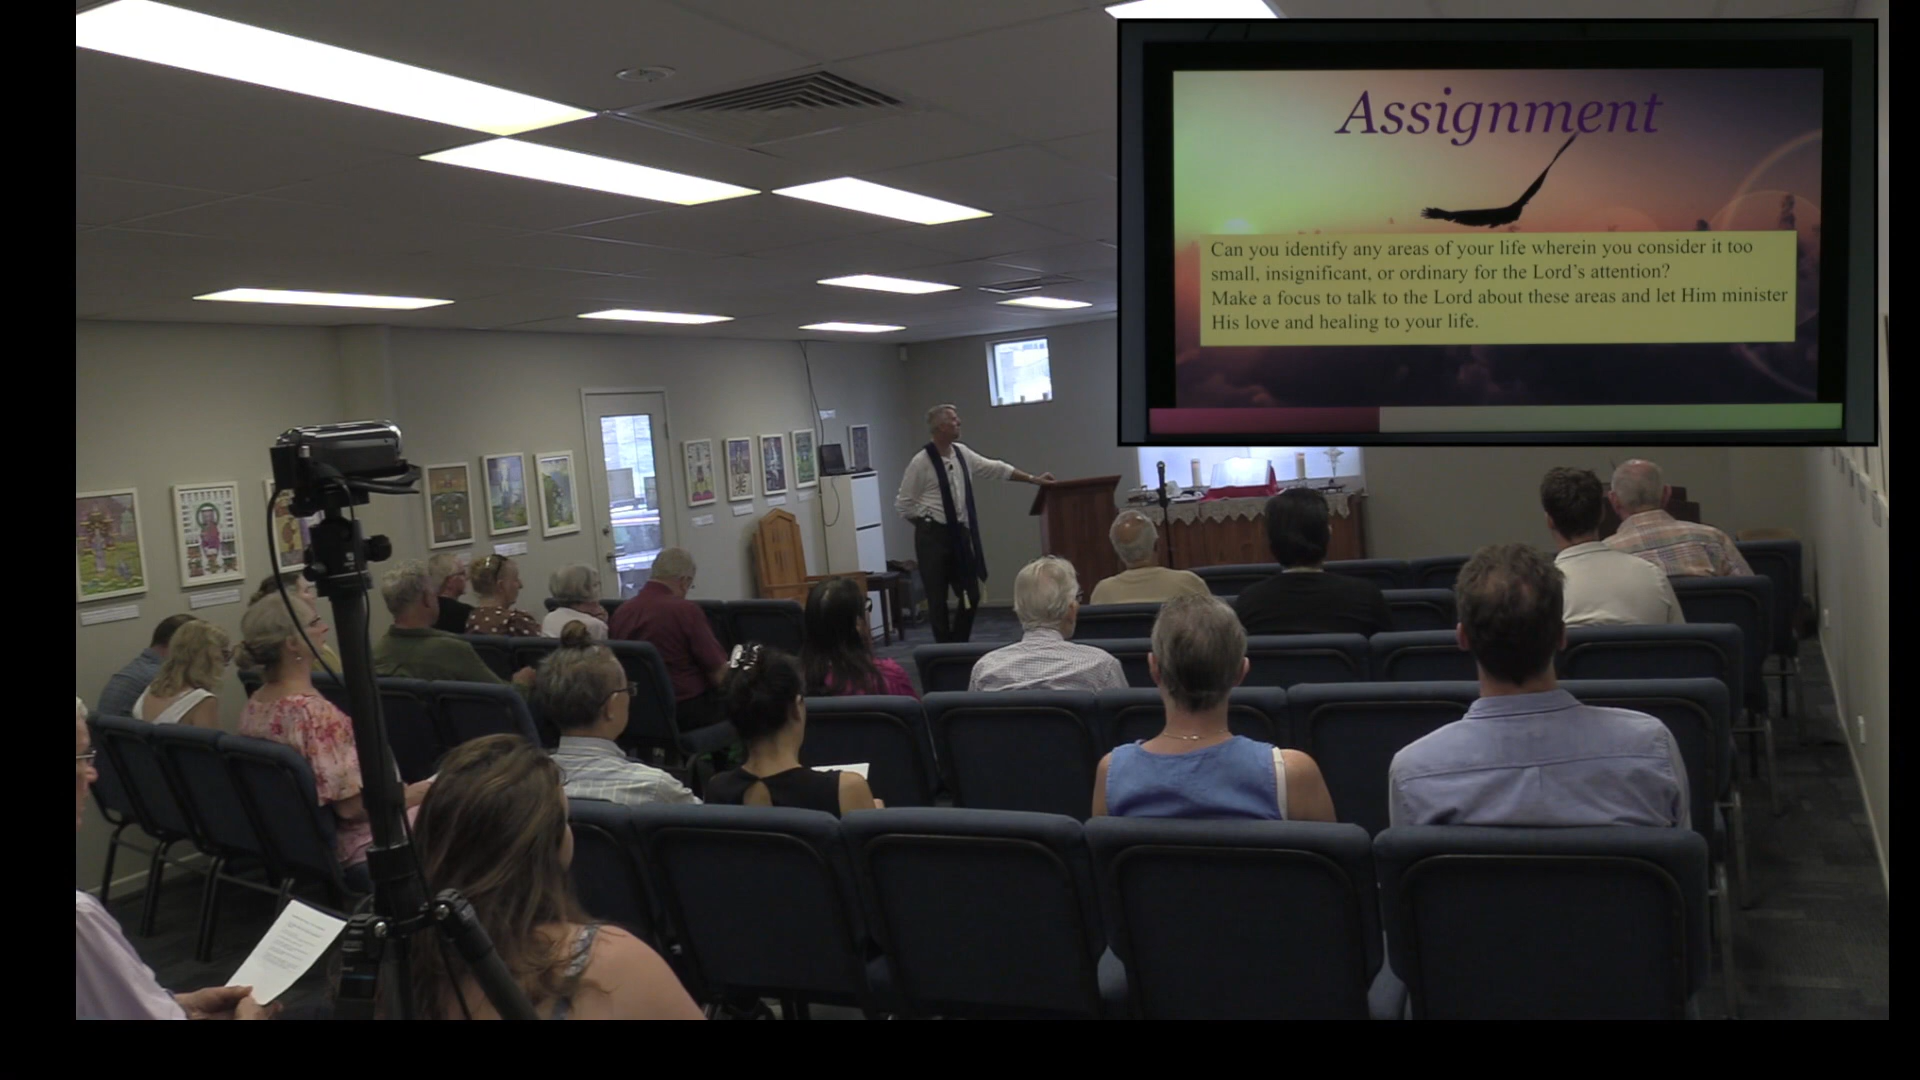 Assignment
Can you identify any areas of your life wherein you consider it too
small, insignificant, or ordinary for the Lord's attention?
Make a focus to talk to the Lord about these areas and let Him minister
His love and healing to your life.